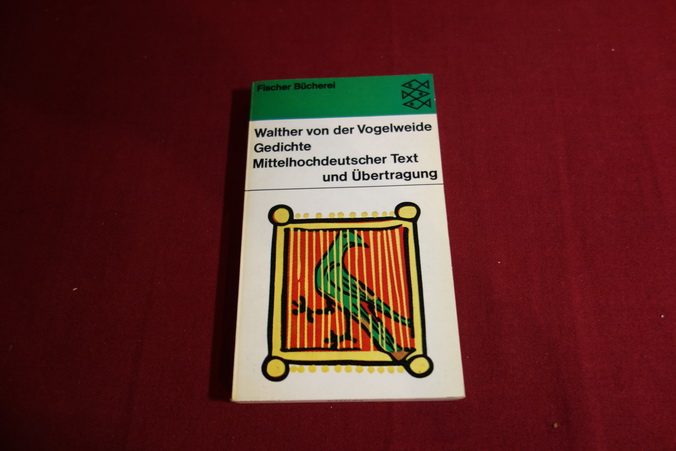 Fischer Bücherei
Walther von der Vogelweide
Gedichte
Mittelhochdeutscher Text
und Übertragung